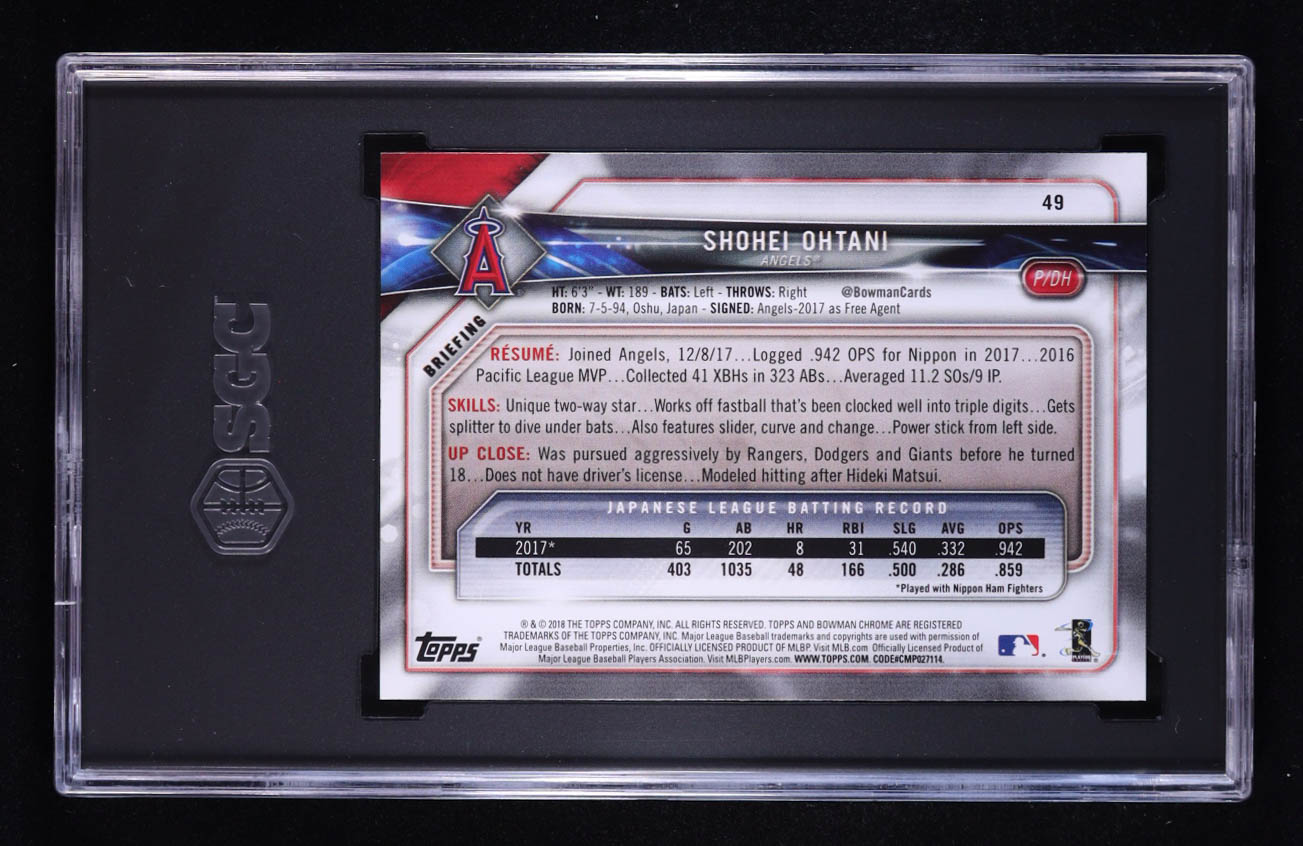 SGC
49
SHOHEI OHTANI
ANGELS®
A
P/DH
HT: 6'3" - WT: 189 - BATS: Left - THROWS: Right @BowmanCards
BORN: 7-5-94, Oshu, Japan - SIGNED: Angels-2017 as Free Agent
BRIEFING
RÉSUMÉ: Joined Angels, 12/8/17...Logged .942 OPS for Nippon in 2017...2016
Pacific League MVP...Collected 41 XBHs in 323 ABs...Averaged 11.2 SOs/9 IP.
SKILLS: Unique two-way star...Works off fastball that's been clocked well into triple digits...Gets
splitter to dive under bats...Also features slider, curve and change...Power stick from left side.
UP CLOSE: Was pursued aggressively by Rangers, Dodgers and Giants before he turned
18...Does not have driver's license...Modeled hitting after Hideki Matsui.
JAPANESE LEAGUE BATTING RECORD
YR G AB HR RBI SLG AVG OPS
2017* 65 202 8 31 .540 .332 .942
TOTALS 403 1035 48 166 .500 .286 .859
*Played with Nippon Ham Fighters
® & © 2018 THE TOPPS COMPANY, INC. ALL RIGHTS RESERVED. TOPPS AND BOWMAN CHROME ARE REGISTERED
TRADEMARKS OF THE TOPPS COMPANY, INC. Major League Baseball trademarks and copyrights are used with permission of
Major League Baseball Properties, Inc. OFFICIALLY LICENSED PRODUCT OF MLBP. Visit MLB.com Officially Licensed Product of
Major League Baseball Players Association. Visit MLBPlayers.com. WWW.TOPPS.COM. CODE#CMP027114.
Topps®